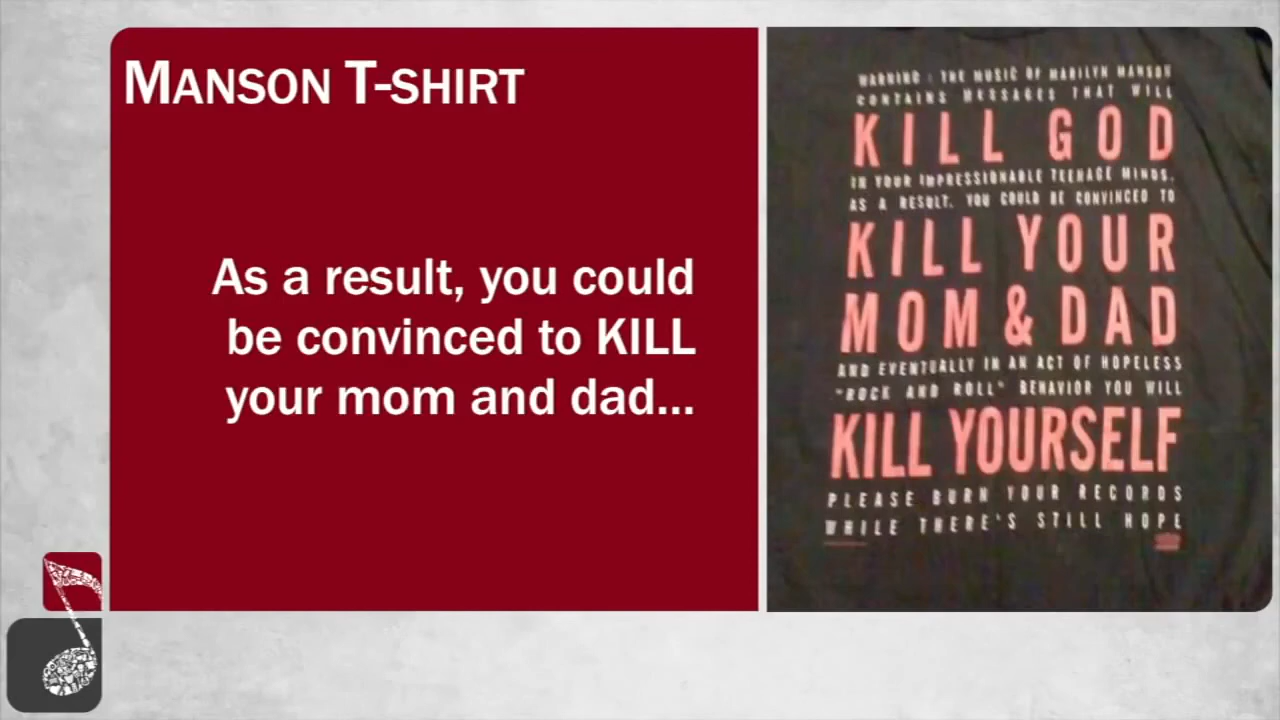 MANSON T-SHIRT
As a result, you could
be convinced to KILL
your mom and dad...
WARNING : THE MUSIC OF MARILYN MANSON
CONTAINS MESSAGES THAT WILL
KILL GOD
IN YOUR IMPRESSIONABLE TEENAGE MINDS.
AS A RESULT, YOU COULD BE CONVINCED TO
KILL YOUR
MOM & DAD
AND EVENTUALLY IN AN ACT OF HOPELESS
"ROCK AND ROLL" BEHAVIOR YOU WILL
KILL YOURSELF
PLEASE BURN YOUR RECORDS
WHILE THERE'S STILL HOPE